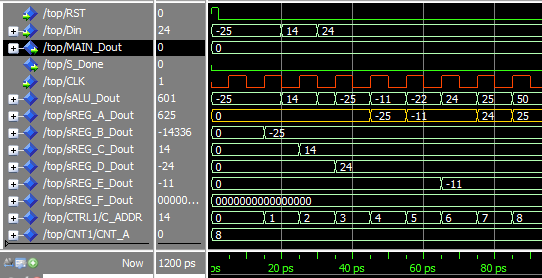 /top/RST 0
/top/Din 24 -25 14 24
/top/MAIN_Dout 0 0
/top/S_Done 0
/top/CLK 1
/top/sALU_Dout 601 -25 14 -25 -11 -22 24 25 50
/top/sREG_A_Dout 625 0 -25 -11 24 25
/top/sREG_B_Dout -14336 0 -25
/top/sREG_C_Dout 14 0 14
/top/sREG_D_Dout -24 0 24
/top/sREG_E_Dout -11 0 -11
/top/sREG_F_Dout 00000... 0000000000000000
/top/CTRL1/C_ADDR 14 0 1 2 3 4 5 6 7 8
/top/CNT1/CNT_A 0 8
Now 1200 ps ps 20 ps 40 ps 60 ps 80 ps